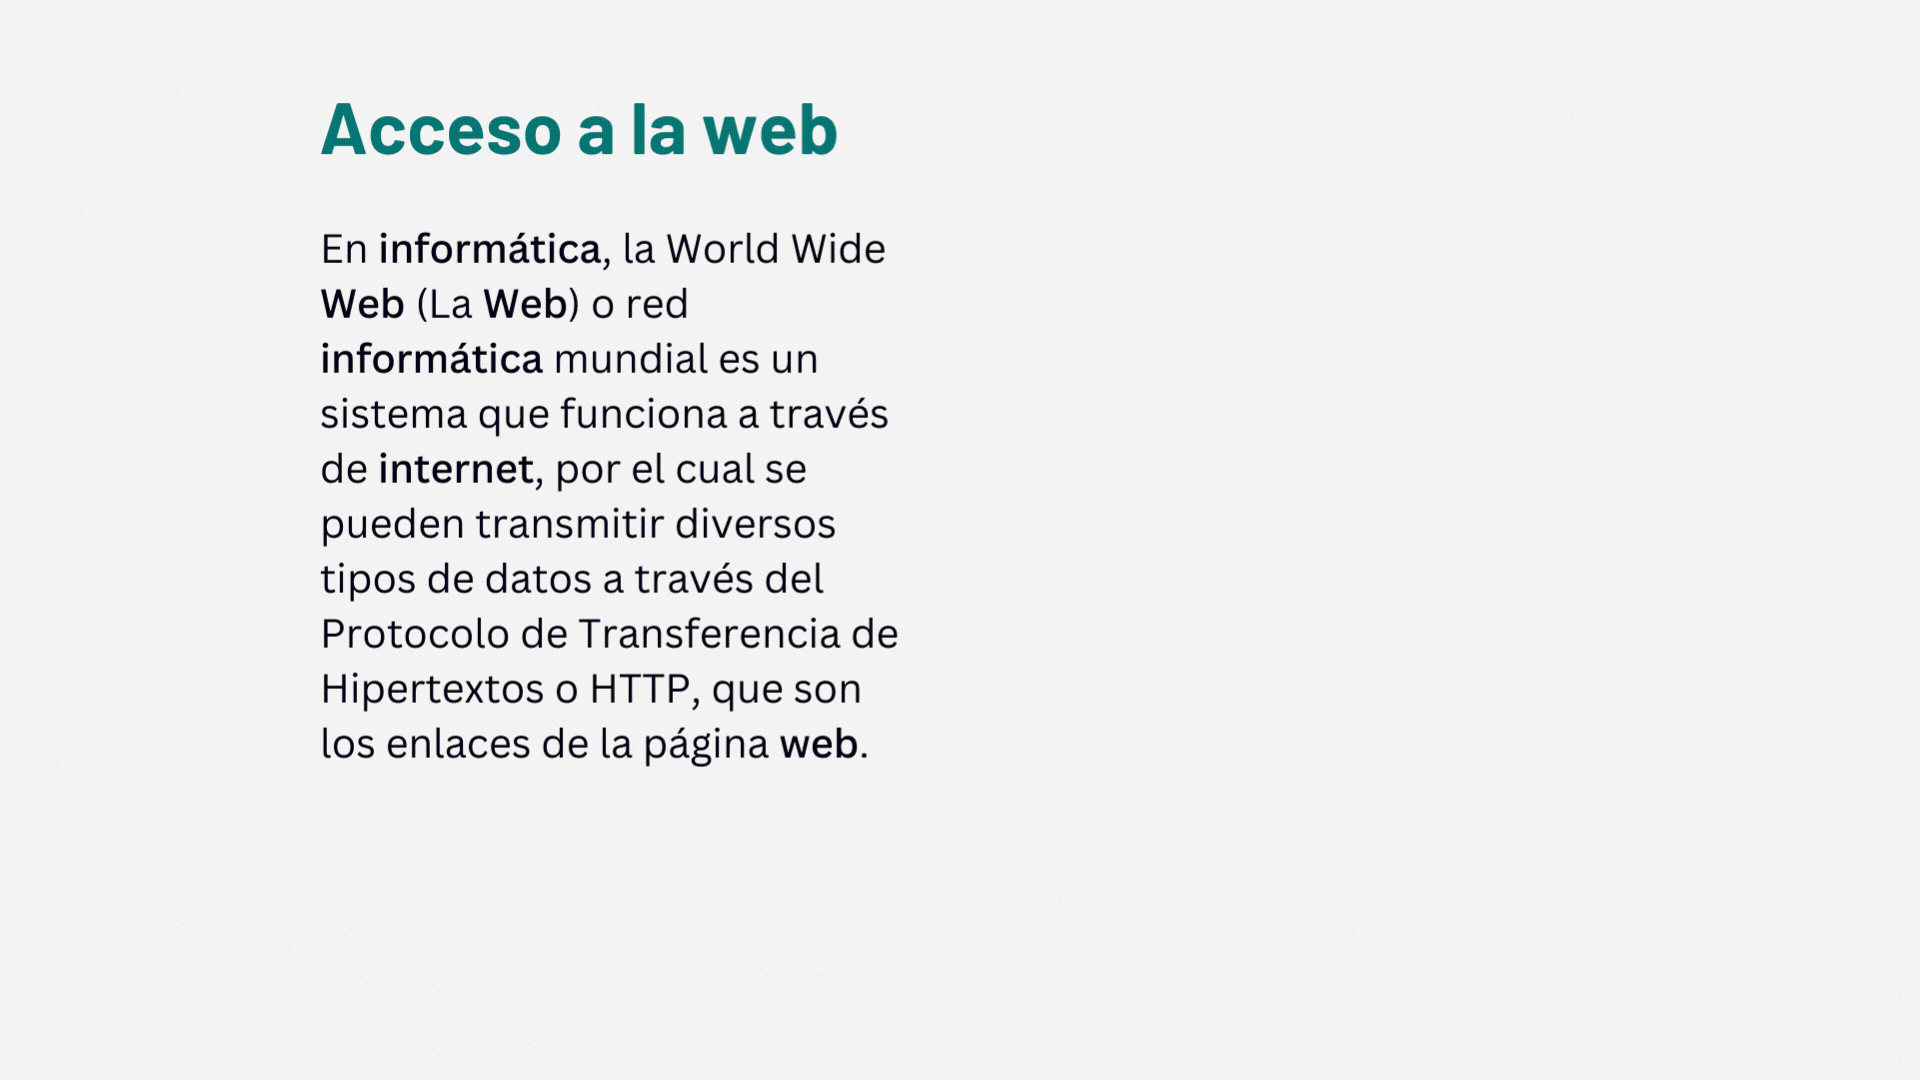 Acceso a la web
En informática, la World Wide
Web (La Web) o red
informática mundial es un
sistema que funciona a través
de internet, por el cual se
pueden transmitir diversos
tipos de datos a través del
Protocolo de Transferencia de
Hipertextos o HTTP, que son
los enlaces de la página web.